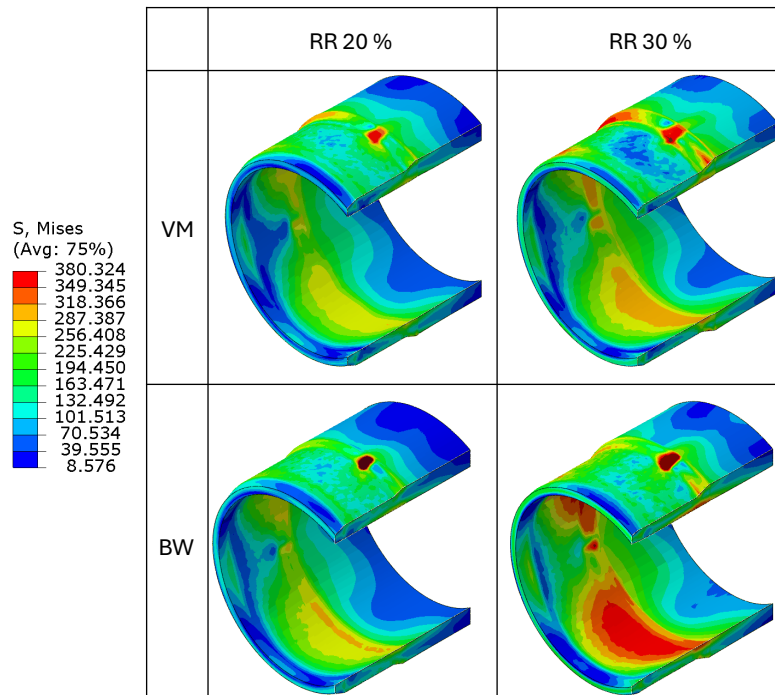 RR 20 %
RR 30 %
VM
S, Mises
(Avg: 75%)
380.324
349.345
318.366
287.387
256.408
225.429
194.450
163.471
132.492
101.513
70.534
39.555
8.576
BW